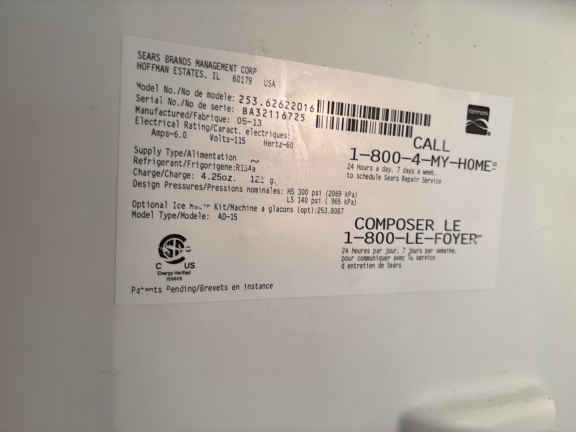 SEARS BRANDS MANAGEMENT CORP
HOFFMAN ESTATES, IL 60179 USA
Model No./No de modele: 253.62622016
Serial No./No de serie: BA32116725
Manufactured/Fabrique: 05-13
Electrical Rating/Caract. electriques:
Amps-6.0 Volts-115 Hertz-60
Supply Type/Alimentation ~
Refrigerant/Frigorigene:R134a
Charge/Charge: 4.25oz. 121 g.
Design Pressures/Pression nominales: HS 300 psi (2069 kPa)
LS 140 psi ( 965 kPa)
Optional Ice Kit/Machine a glacons (opt):253.8087
Model Type/Modele: AD-15
CALL
1-800-4-MY-HOME
24 Hours a day, 7 days a week.
to schedule Sears Repair Service
COMPOSER LE
1-800-LE-FOYER
24 heures par jour, 7 jours par semaine,
pour communiquer avec le service
d entretien de Sears
C US
Energy Verified
Patents Pending/Brevets en instance